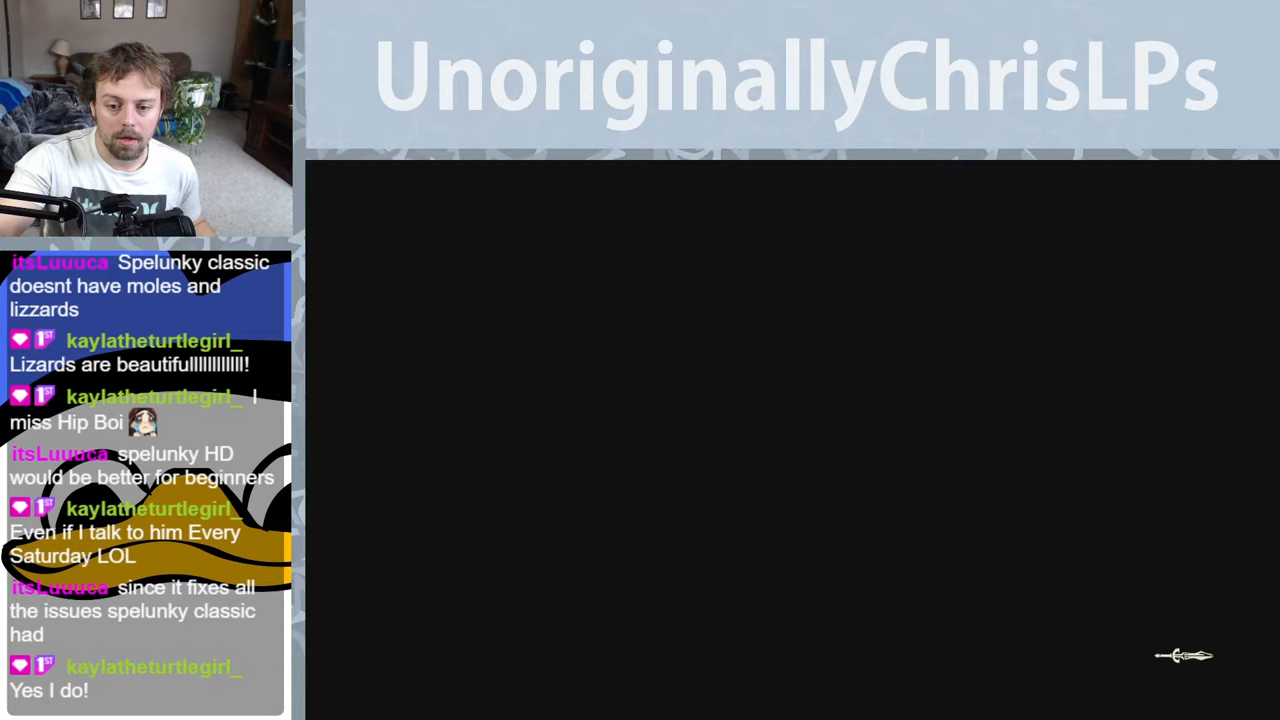 UnoriginallyChrisLPs
itsLuuuca Spelunky classic
doesnt have moles and
lizzards
kaylatheturtlegirl_
Lizards are beautifulllllllllllll!
kaylatheturtlegirl_ I
miss Hip Boi
itsLuuuca spelunky HD
would be better for beginners
kaylatheturtlegirl_
Even if I talk to him Every
Saturday LOL
itsLuuuca since it fixes all
the issues spelunky classic
had
kaylatheturtlegirl_
Yes I do!